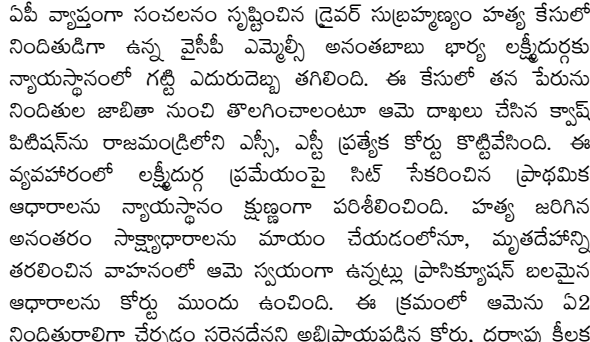 ఏపీ వ్యాప్తంగా సంచలనం సృష్టించిన డ్రైవర్ సుబ్రహ్మణ్యం హత్య కేసులో
నిందితుడిగా ఉన్న వైసీపీ ఎమ్మెల్సీ అనంతబాబు భార్య లక్ష్మీదుర్గకు
న్యాయస్థానంలో గట్టి ఎదురుదెబ్బ తగిలింది. ఈ కేసులో తన పేరును
నిందితుల జాబితా నుంచి తొలగించాలంటూ ఆమె దాఖలు చేసిన క్వాష్
పిటిషన్‌ను రాజమండ్రిలోని ఎస్సీ, ఎస్టీ ప్రత్యేక కోర్టు కొట్టివేసింది. ఈ
వ్యవహారంలో లక్ష్మీదుర్గ ప్రమేయంపై సిట్ సేకరించిన ప్రాథమిక
ఆధారాలను న్యాయస్థానం క్షుణ్ణంగా పరిశీలించింది. హత్య జరిగిన
అనంతరం సాక్ష్యాధారాలను మాయం చేయడంలోనూ, మృతదేహాన్ని
తరలించిన వాహనంలో ఆమె స్వయంగా ఉన్నట్లు ప్రాసిక్యూషన్ బలమైన
ఆధారాలను కోర్టు ముందు ఉంచింది. ఈ క్రమంలో ఆమెను ఏ2
నిందితురాలిగా చేర్చడం సరైనదేనని అభిప్రాయపడిన కోర్టు, దర్యాప్తు కీలక